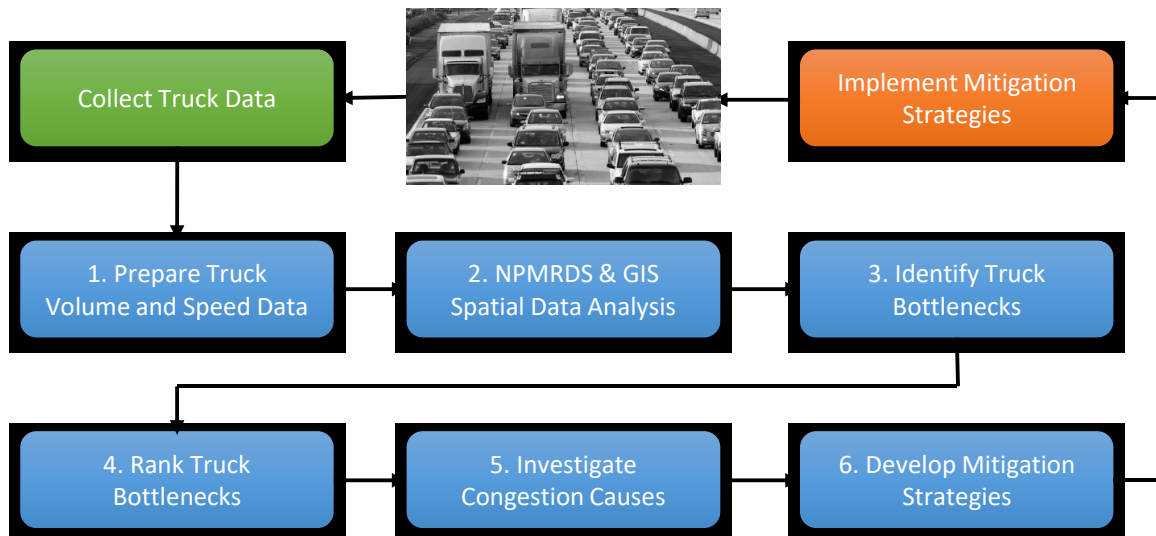 Collect Truck Data
Implement Mitigation
Strategies
1. Prepare Truck
Volume and Speed Data
2. NPMRDS & GIS
Spatial Data Analysis
3. Identify Truck
Bottlenecks
4. Rank Truck
Bottlenecks
5. Investigate
Congestion Causes
6. Develop Mitigation
Strategies